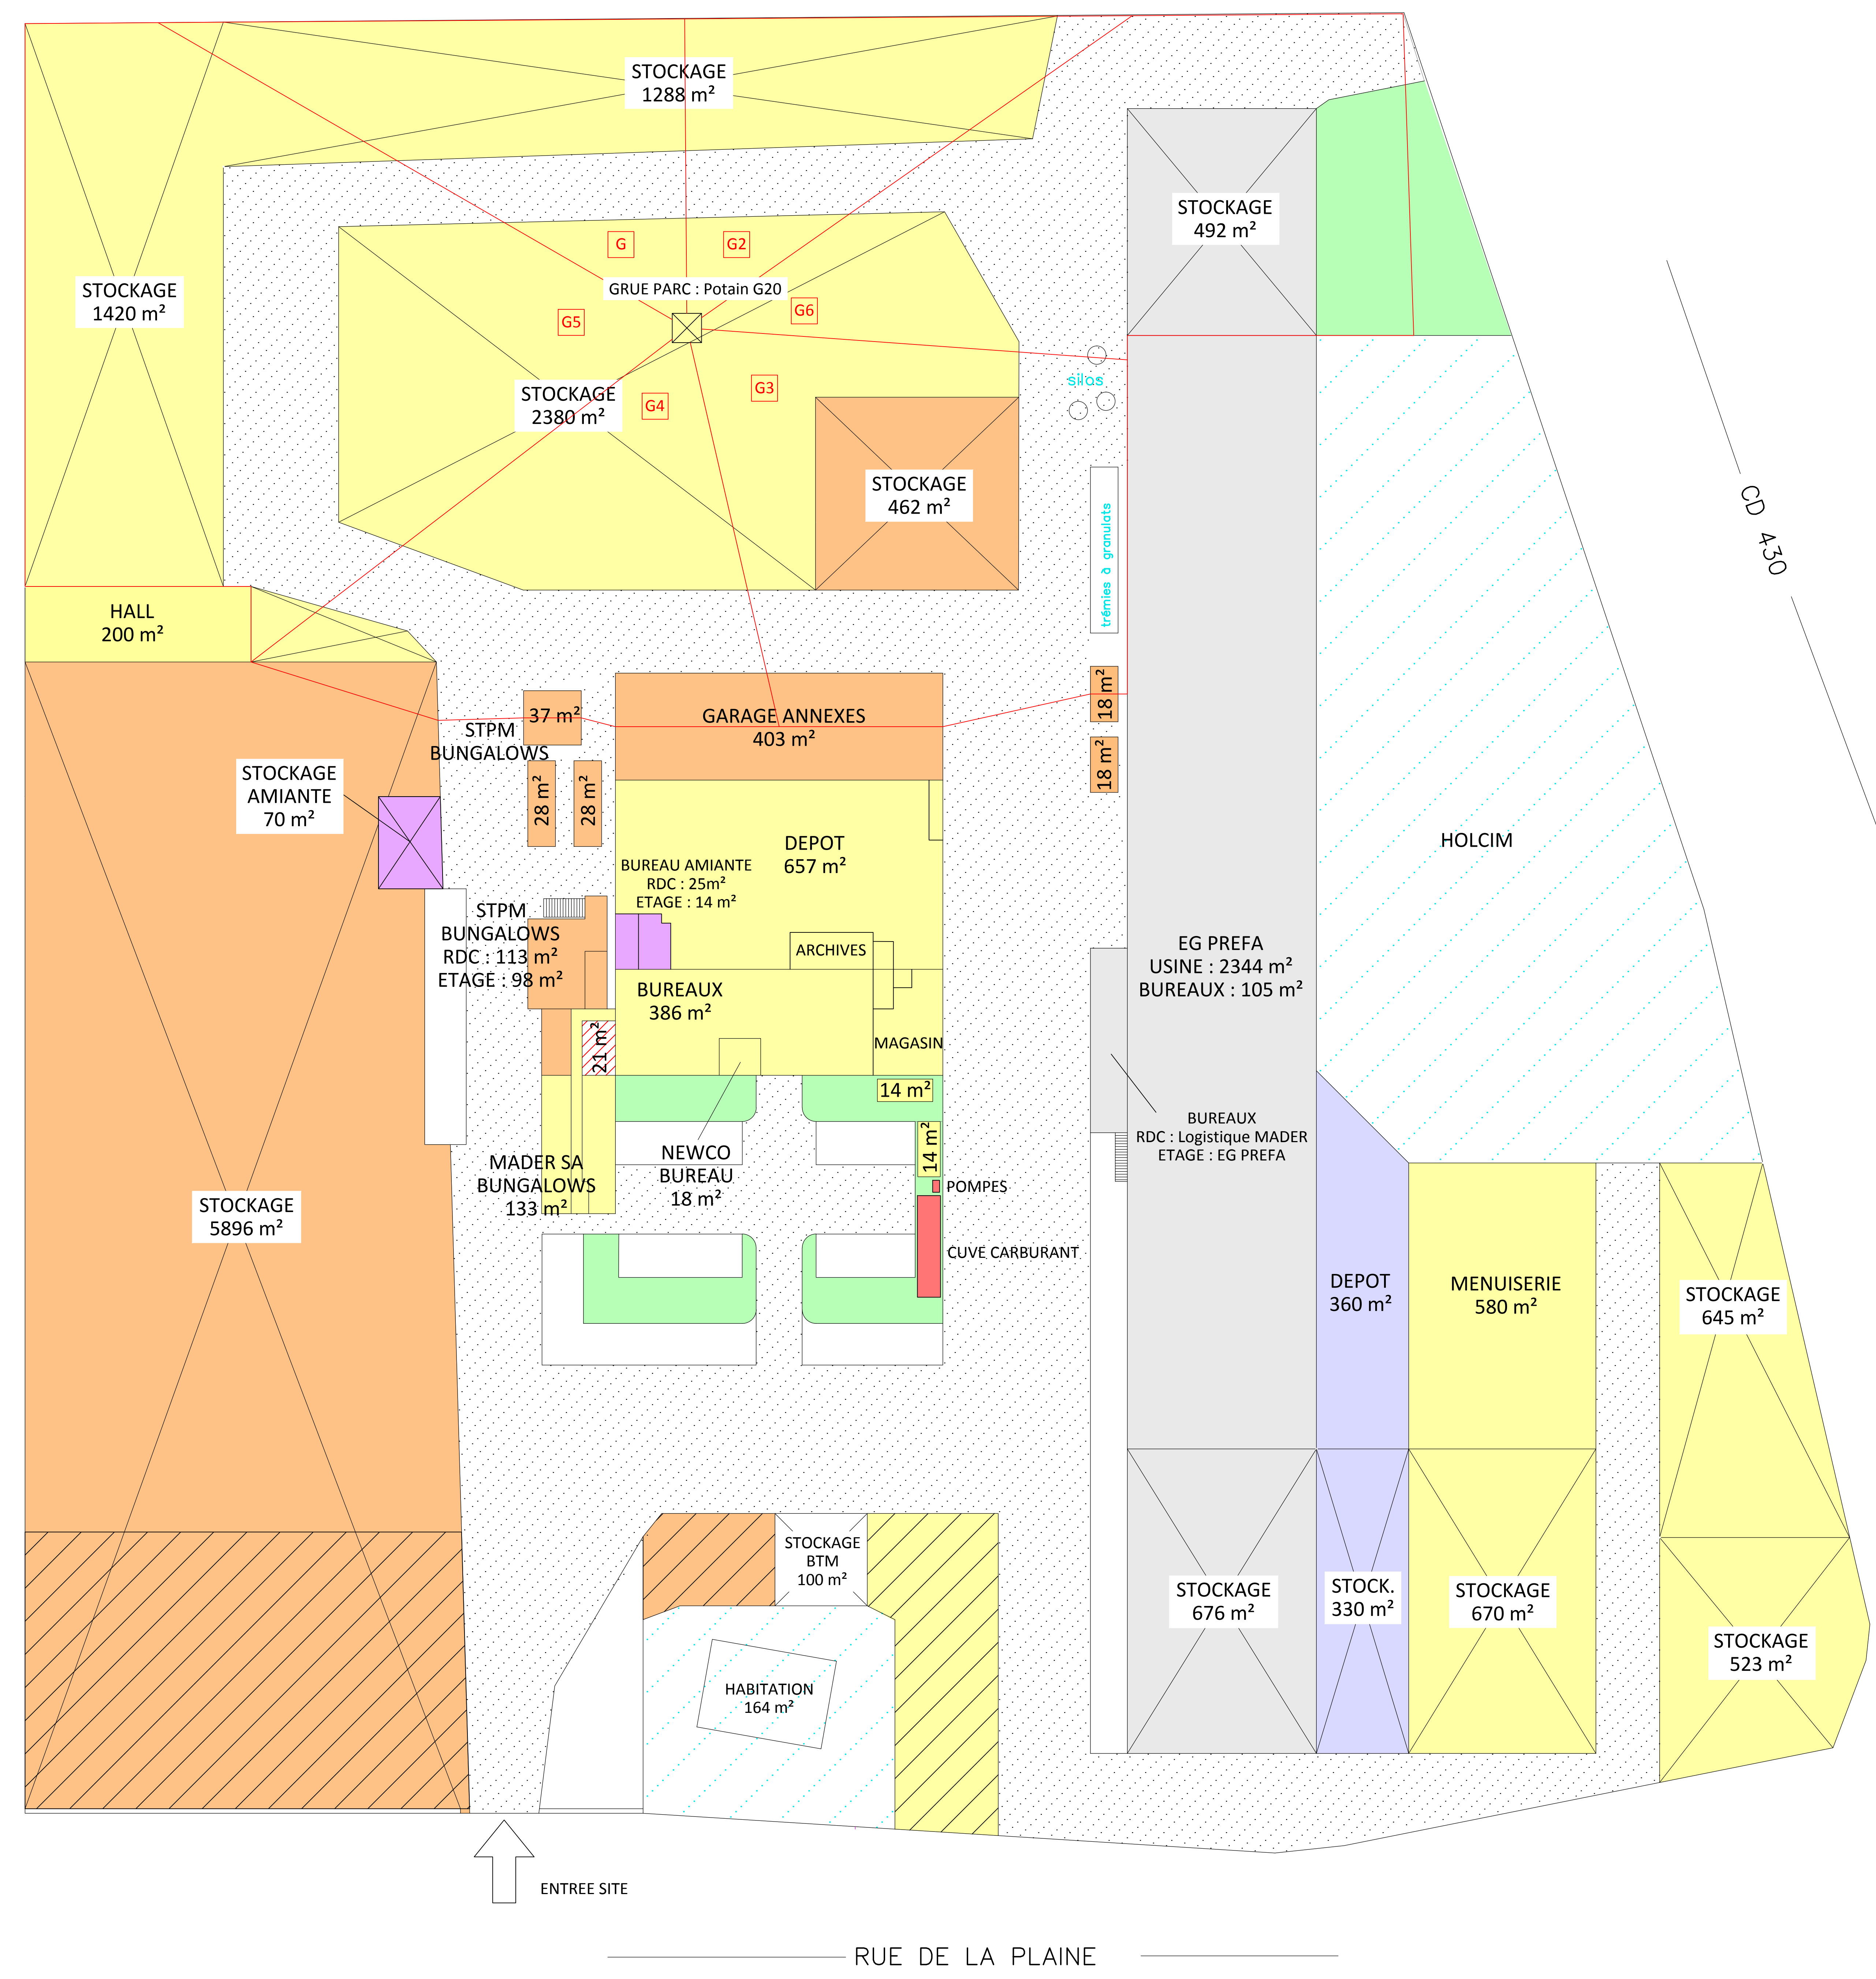 STOCKAGE
1288 m²
STOCKAGE
492 m²
G
G2
GRUE PARC : Potain G20
G5
G6
STOCKAGE
1420 m²
silos
G3
G4
STOCKAGE
2380 m²
STOCKAGE
462 m²
CD 430
trémies à granulats
HALL
200 m²
18 m²
18 m²
37 m²
STPM
BUNGALOWS
GARAGE ANNEXES
403 m²
28 m²
28 m²
STOCKAGE
AMIANTE
70 m²
DEPOT
657 m²
BUREAU AMIANTE
RDC : 25m²
ETAGE : 14 m²
HOLCIM
STPM
BUNGALOWS
RDC : 113 m²
ETAGE : 98 m²
ARCHIVES
EG PREFA
USINE : 2344 m²
BUREAUX : 105 m²
BUREAUX
386 m²
21 m²
MAGASIN
14 m²
14 m²
BUREAUX
RDC : Logistique MADER
ETAGE : EG PREFA
MADER SA
BUNGALOWS
133 m²
NEWCO
BUREAU
18 m²
POMPES
STOCKAGE
5896 m²
CUVE CARBURANT
DEPOT
360 m²
MENUISERIE
580 m²
STOCKAGE
645 m²
STOCKAGE
BTM
100 m²
STOCKAGE
676 m²
STOCK.
330 m²
STOCKAGE
670 m²
STOCKAGE
523 m²
HABITATION
164 m²
ENTREE SITE
RUE DE LA PLAINE